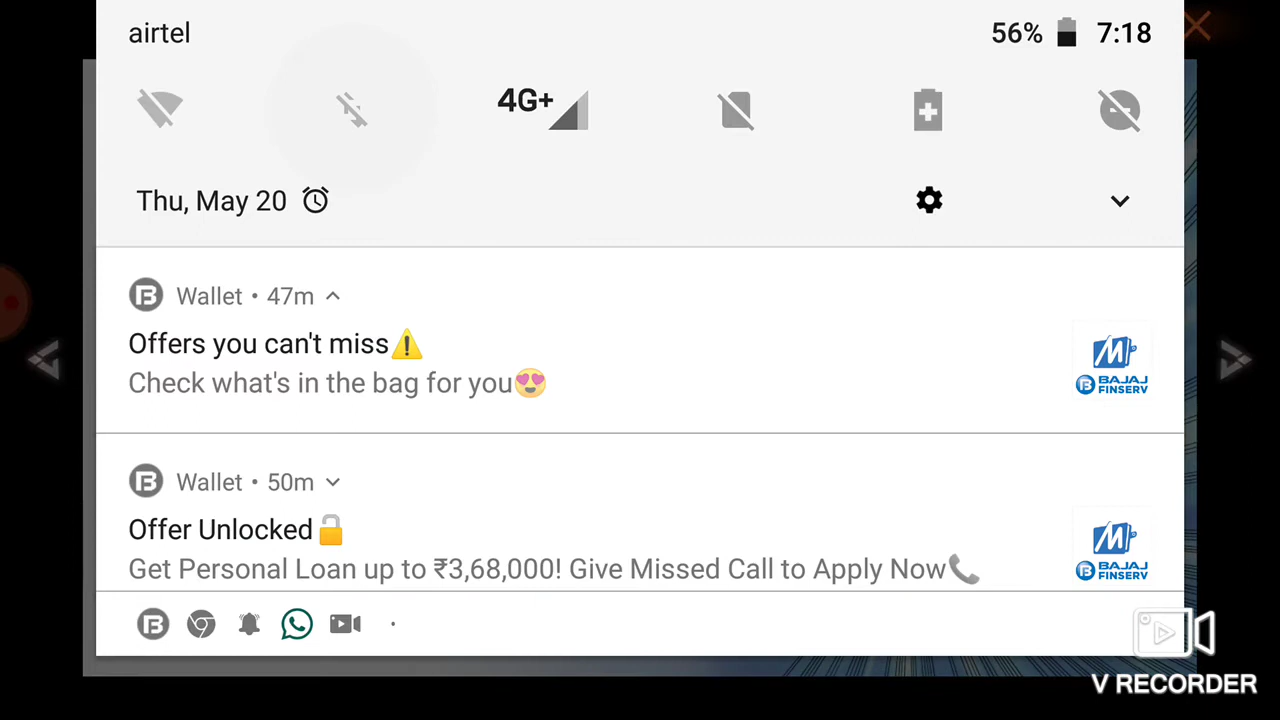 airtel
56% 7:18
4G+
Thu, May 20
Wallet • 47m
Offers you can't miss⚠️
Check what's in the bag for you😍
M
BAJAJ
FINSERV
Wallet • 50m
Offer Unlocked🔓
Get Personal Loan up to ₹3,68,000! Give Missed Call to Apply Now📞
M
BAJAJ
FINSERV
V RECORDER